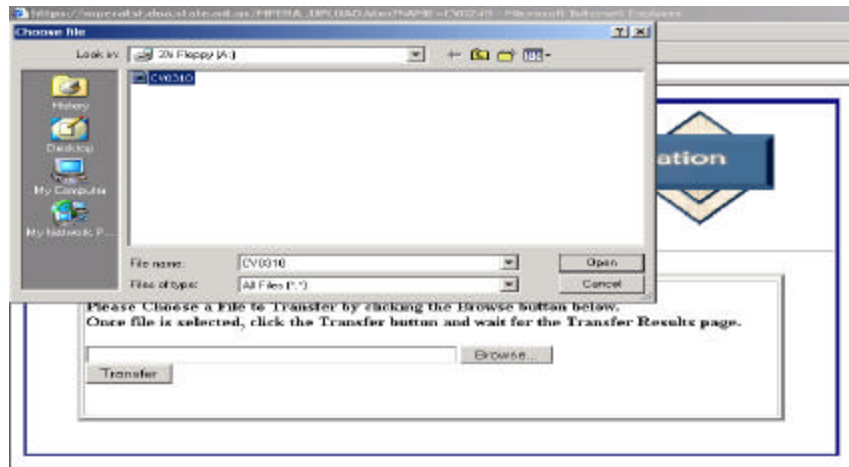 Choose file
Look in: 3½ Floppy (A:)
CV0310
History
Desktop
My Computer
My Network P...
File name: CV0310 Open
Files of type: All Files (*.*) Cancel
ation
Please Choose a File to Transfer by clicking the Browse button below.
Once file is selected, click the Transfer button and wait for the Transfer Results page.
Browse...
Transfer